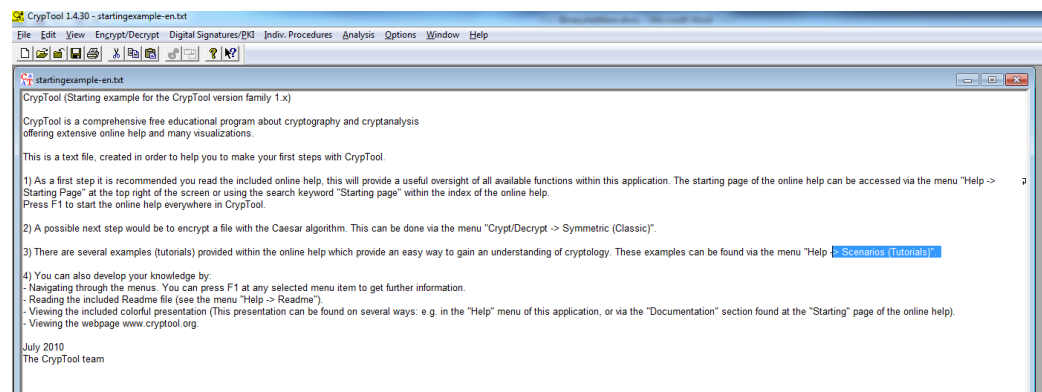 CrypTool 1.4.30 - startingexample-en.txt
File Edit View Encrypt/Decrypt Digital Signatures/PKI Indiv. Procedures Analysis Options Window Help
startingexample-en.txt
CrypTool (Starting example for the CrypTool version family 1.x)
CrypTool is a comprehensive free educational program about cryptography and cryptanalysis
offering extensive online help and many visualizations.
This is a text file, created in order to help you to make your first steps with CrypTool.
1) As a first step it is recommended you read the included online help, this will provide a useful oversight of all available functions within this application. The starting page of the online help can be accessed via the menu "Help ->
Starting Page" at the top right of the screen or using the search keyword "Starting page" within the index of the online help.
Press F1 to start the online help everywhere in CrypTool.
2) A possible next step would be to encrypt a file with the Caesar algorithm. This can be done via the menu "Crypt/Decrypt -> Symmetric (Classic)".
3) There are several examples (tutorials) provided within the online help which provide an easy way to gain an understanding of cryptology. These examples can be found via the menu "Help -> Scenarios (Tutorials)".
4) You can also develop your knowledge by:
- Navigating through the menus. You can press F1 at any selected menu item to get further information.
- Reading the included Readme file (see the menu "Help -> Readme").
- Viewing the included colorful presentation (This presentation can be found on several ways: e.g. in the "Help" menu of this application, or via the "Documentation" section found at the "Starting" page of the online help).
- Viewing the webpage www.cryptool.org.
July 2010
The CrypTool team